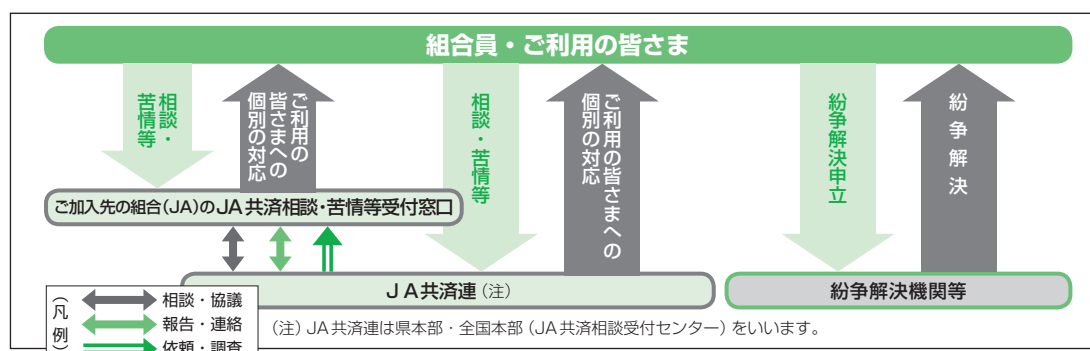 組合員・ご利用の皆さま
相談・
苦情等
ご利用の
皆さまへの
個別の対応
相談・苦情等
ご利用の皆さまへの
個別の対応
紛争解決申立
紛争解決
ご加入先の組合(JA)のJA共済相談・苦情等受付窓口
JA共済連(注)
紛争解決機関等
(凡例)
相談・協議
報告・連絡
依頼・調査
(注)JA共済連は県本部・全国本部(JA共済相談受付センター)をいいます。